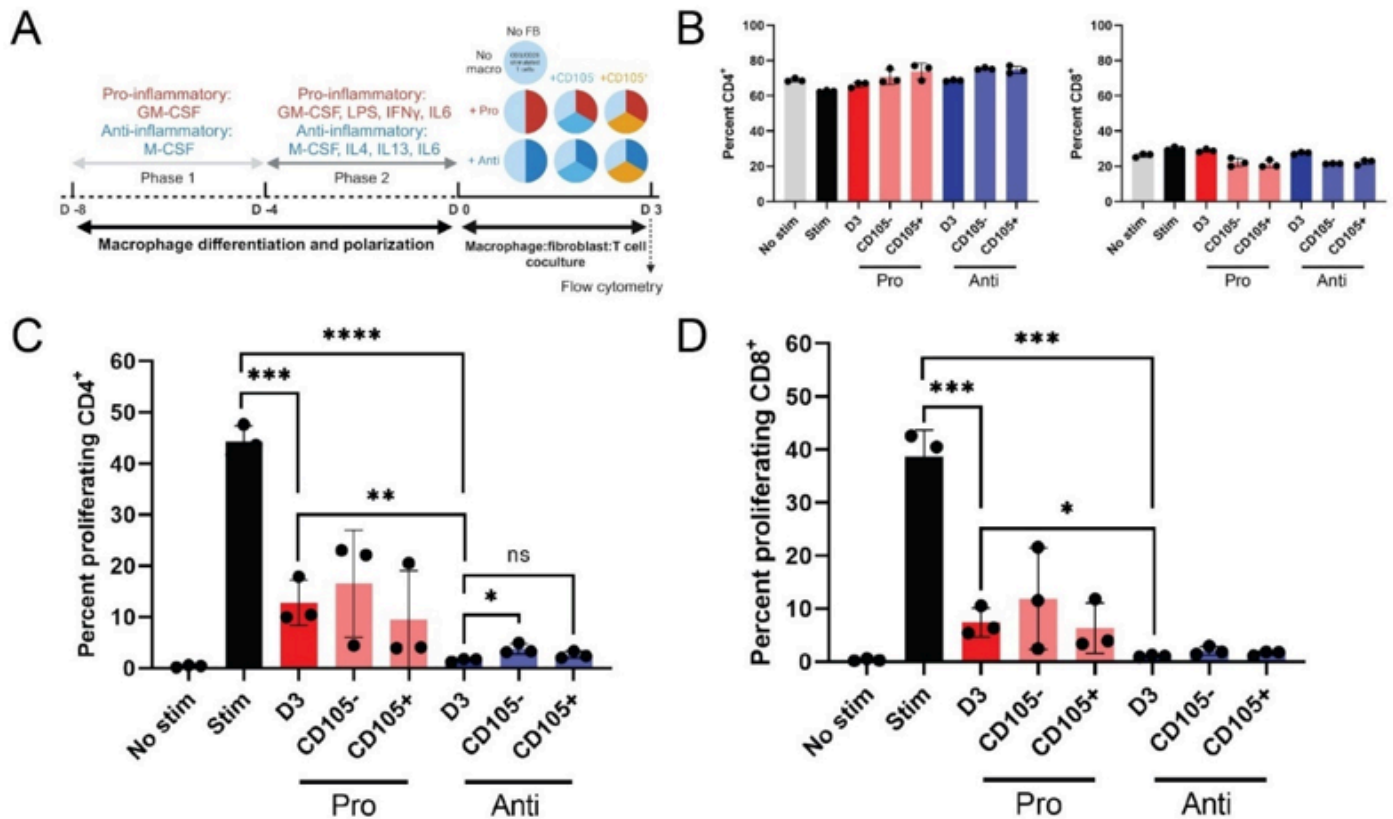 A
No FB
No
macro
T cells
+CD105-
+CD105+
Pro-inflammatory:
GM-CSF
Anti-inflammatory:
M-CSF
Phase 1
Pro-inflammatory:
GM-CSF, LPS, IFNγ, IL6
Anti-inflammatory:
M-CSF, IL4, IL13, IL6
Phase 2
+ Pro
+ Anti
D -8
D -4
D 0
D 3
Macrophage differentiation and polarization
Macrophage:fibroblast:T cell
coculture
Flow cytometry
B
Percent CD4+
100
80
60
40
20
0
No stim
Stim
D3
CD105-
CD105+
D3
CD105-
CD105+
Pro
Anti
Percent CD8+
100
80
60
40
20
0
No stim
Stim
D3
CD105-
CD105+
D3
CD105-
CD105+
Pro
Anti
C
Percent proliferating CD4+
60
50
40
30
20
10
0
****
***
**
ns
*
No stim
Stim
D3
CD105-
CD105+
D3
CD105-
CD105+
Pro
Anti
D
Percent proliferating CD8+
60
50
40
30
20
10
0
***
***
*
No stim
Stim
D3
CD105-
CD105+
D3
CD105-
CD105+
Pro
Anti